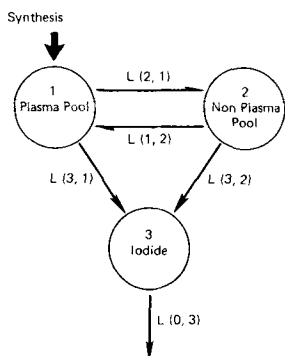 Synthesis
1
Plasma Pool
L (2, 1)
2
Non Plasma
Pool
L (1, 2)
L (3, 1)
L (3, 2)
3
Iodide
L (0, 3)